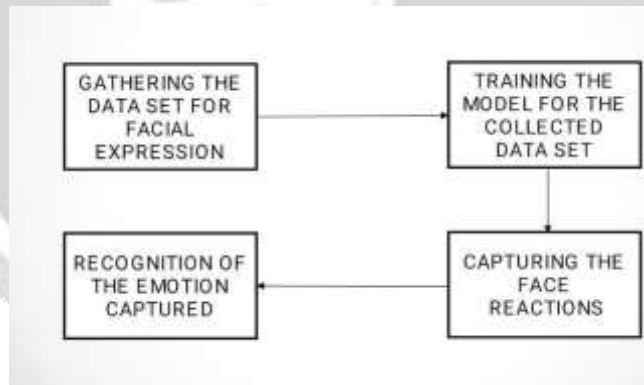 GATHERING THE
DATA SET FOR
FACIAL
EXPRESSION
TRAINING THE
MODEL FOR THE
COLLECTED
DATA SET
CAPTURING THE
FACE
REACTIONS
RECOGNITION OF
THE EMOTION
CAPTURED